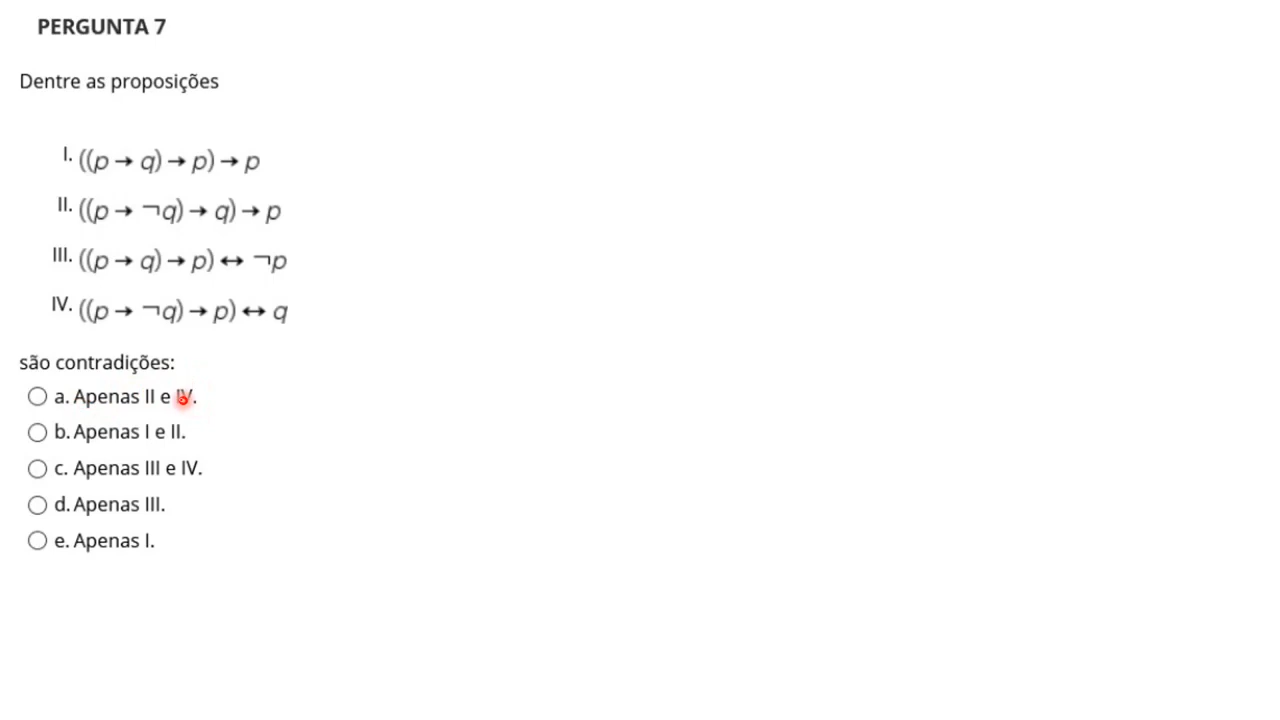 PERGUNTA 7
Dentre as proposições
I. ((p → q) → p) → p
II. ((p → ¬q) → q) → p
III. ((p → q) → p) ↔ ¬p
IV. ((p → ¬q) → p) ↔ q
são contradições:
a. Apenas II e IV.
b. Apenas I e II.
c. Apenas III e IV.
d. Apenas III.
e. Apenas I.